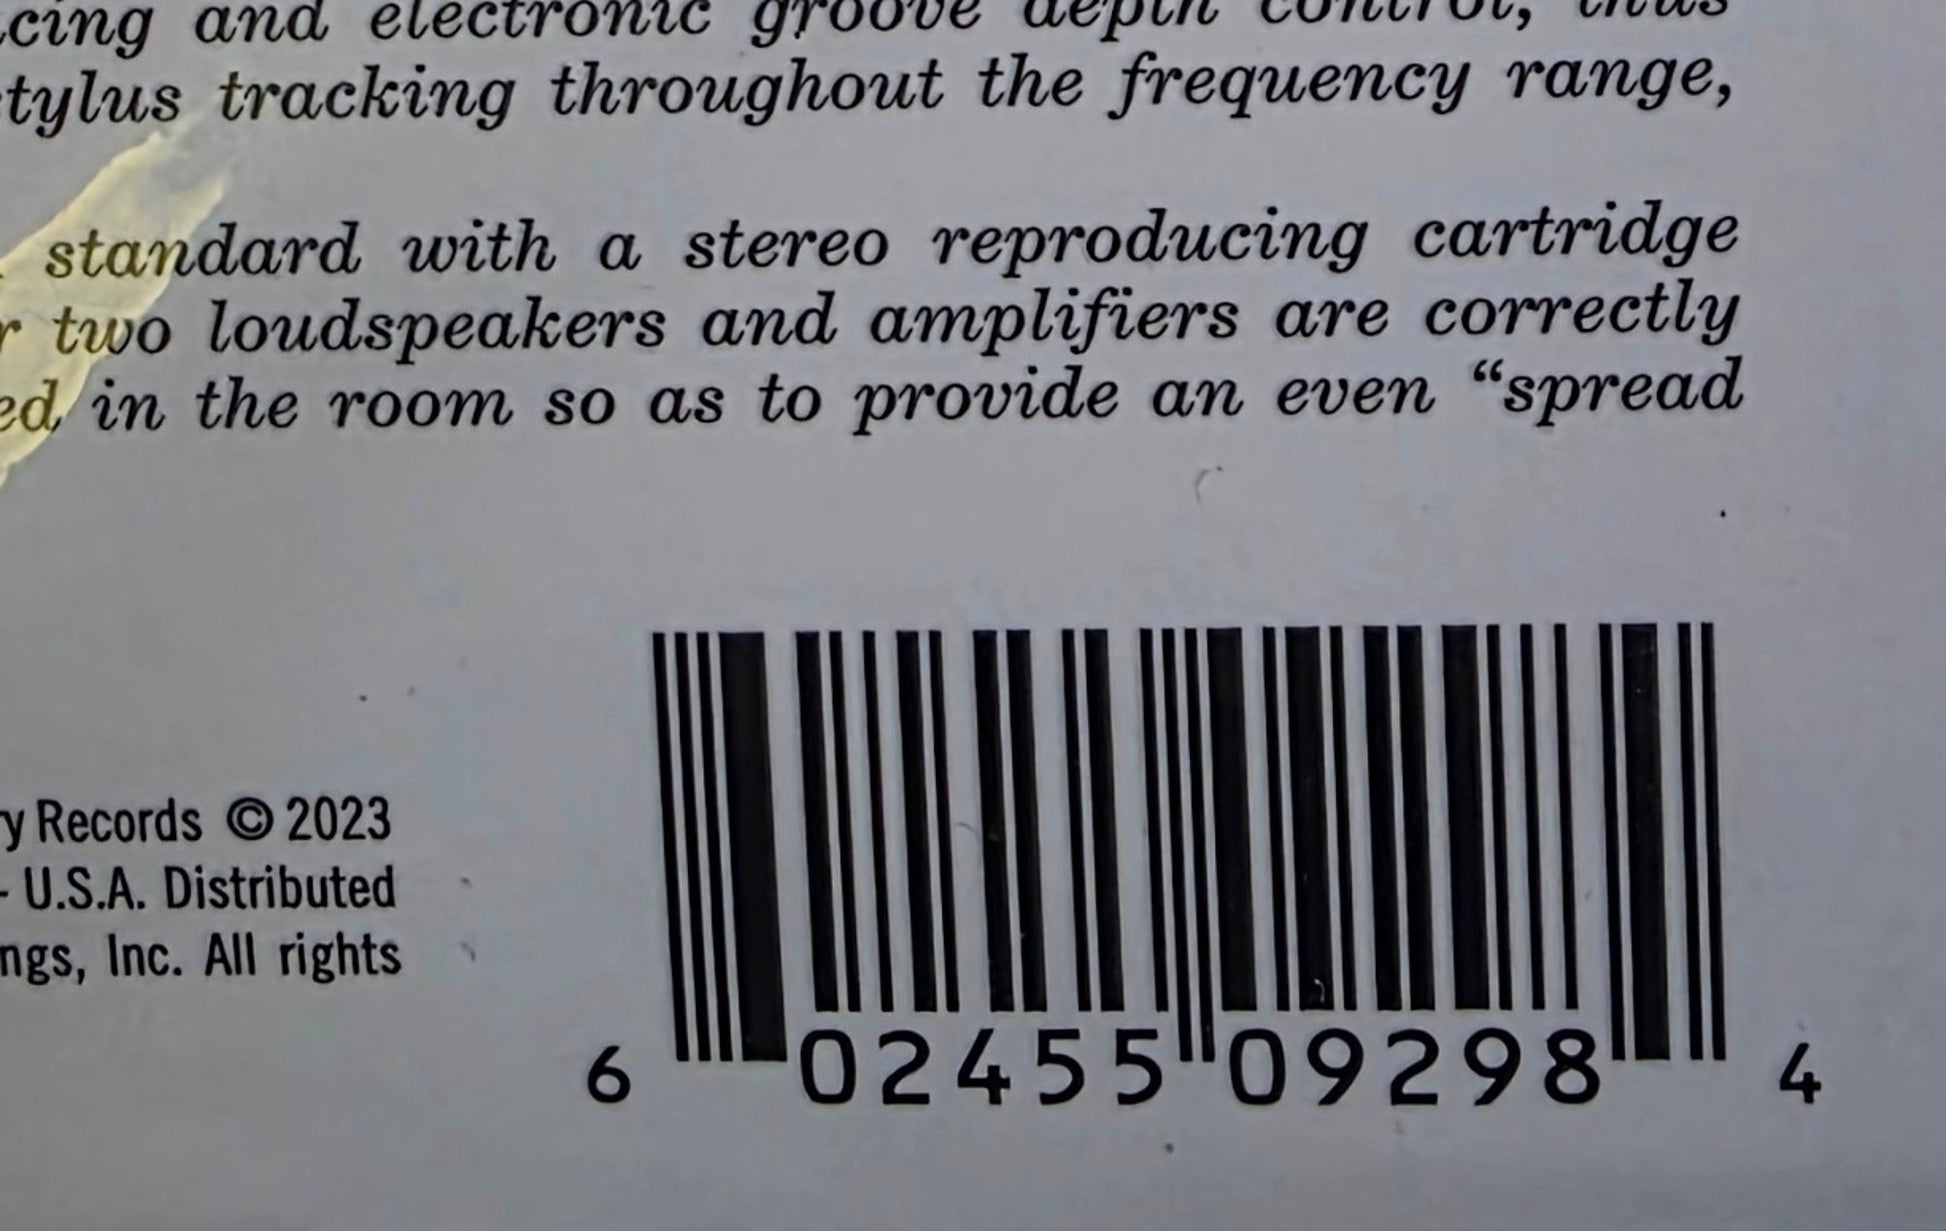 cing and electronic groove depth control, thus
tylus tracking throughout the frequency range,
standard with a stereo reproducing cartridge
r two loudspeakers and amplifiers are correctly
ed in the room so as to provide an even “spread
y Records © 2023
- U.S.A. Distributed
ngs, Inc. All rights
6 02455 09298 4